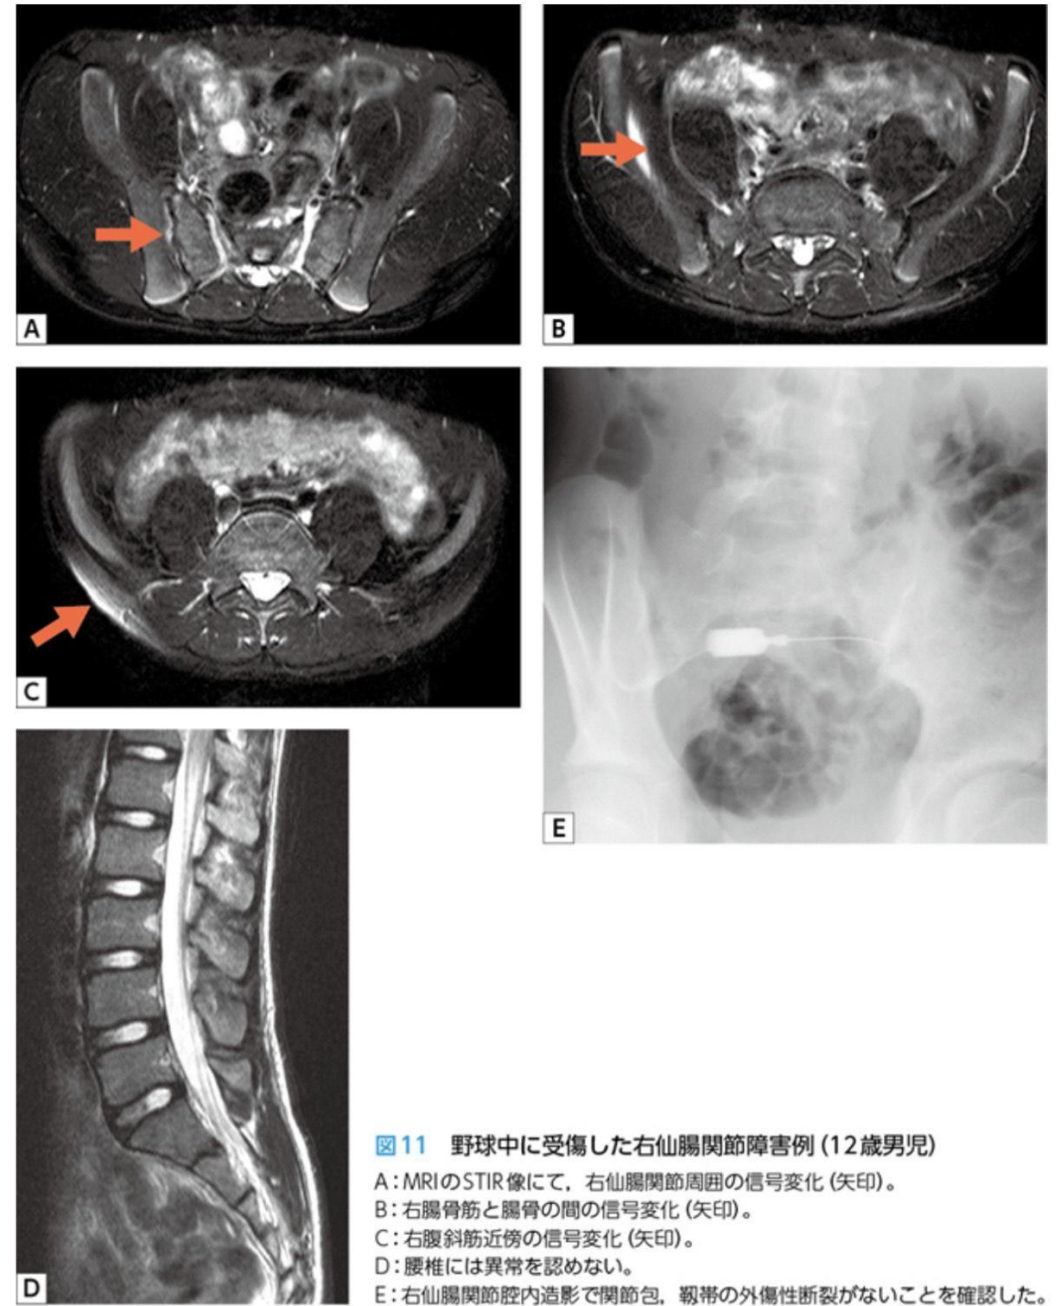 A
B
C
E
D
図11 野球中に受傷した右仙腸関節障害例(12歳男児)
A:MRIのSTIR像にて,右仙腸関節周囲の信号変化(矢印)。
B:右腸骨筋と腸骨の間の信号変化(矢印)。
C:右腹斜筋近傍の信号変化(矢印)。
D:腰椎には異常を認めない。
E:右仙腸関節腔内造影で関節包,靱帯の外傷性断裂がないことを確認した。